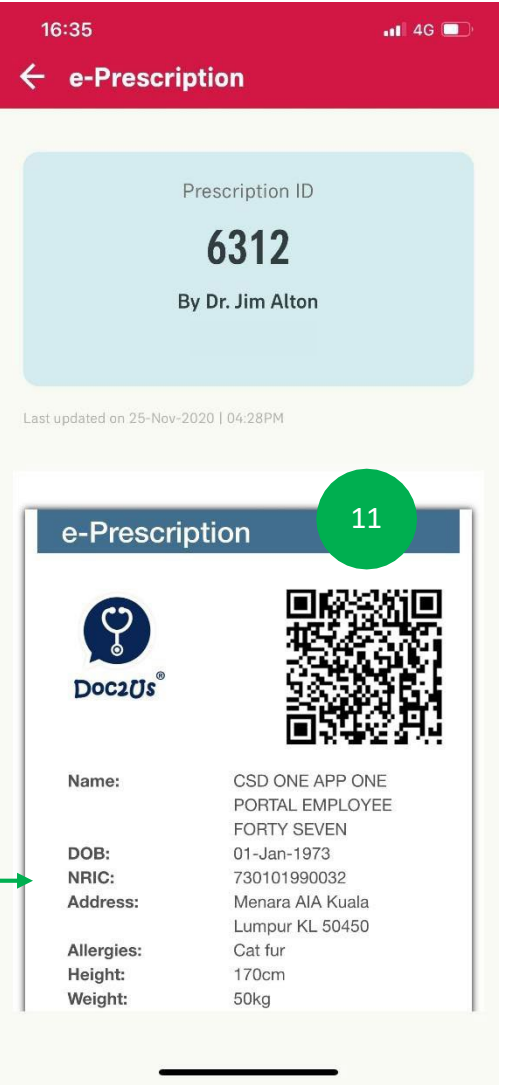 16:35 4G
e-Prescription
Prescription ID
6312
By Dr. Jim Alton
Last updated on 25-Nov-2020 | 04:28PM
11
e-Prescription
Doc2Us®
Name: CSD ONE APP ONE
PORTAL EMPLOYEE
FORTY SEVEN
DOB: 01-Jan-1973
NRIC: 730101990032
Address: Menara AIA Kuala
Lumpur KL 50450
Allergies: Cat fur
Height: 170cm
Weight: 50kg